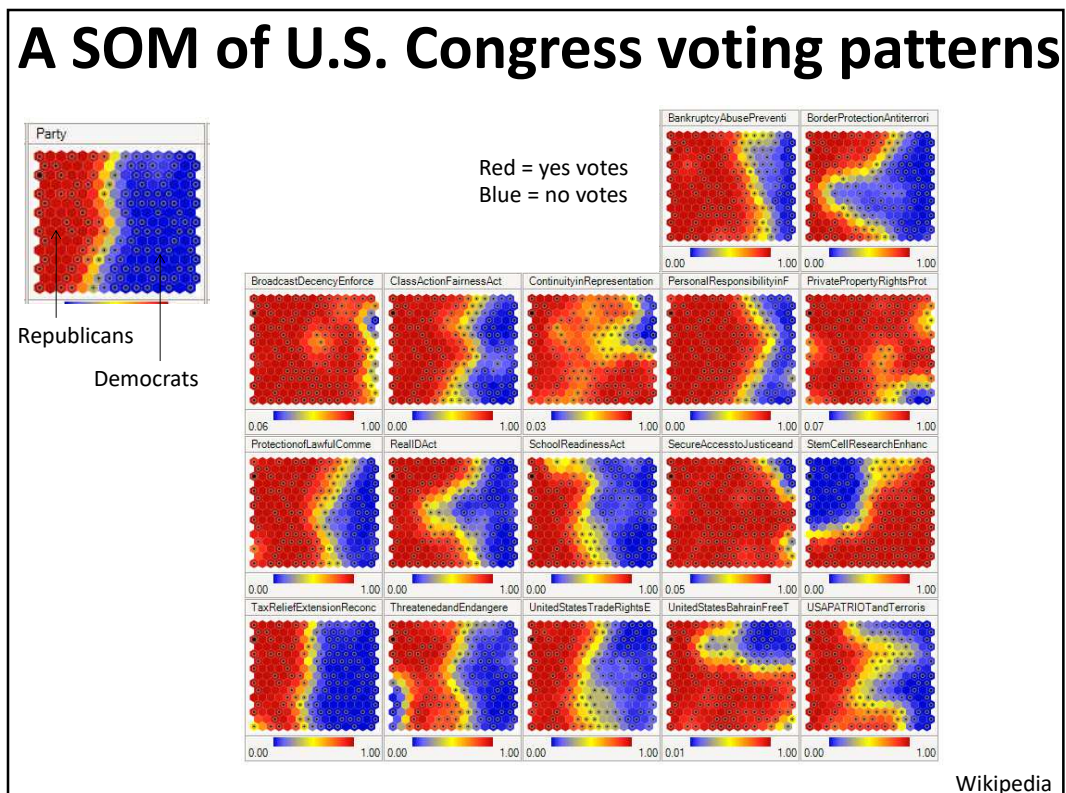 A SOM of U.S. Congress voting patterns
Party
Republicans
Democrats
Red = yes votes
Blue = no votes
BankruptcyAbusePreventi BorderProtectionAntiterrori
0.00 1.00 0.00 1.00
BroadcastDecencyEnforce ClassActionFairnessAct ContinuityinRepresentation PersonalResponsibilityinF PrivatePropertyRightsProt
0.06 1.00 0.00 1.00 0.03 1.00 0.00 1.00 0.07 1.00
ProtectionofLawfulComme RealIDAct SchoolReadinessAct SecureAccesstoJusticeand StemCellResearchEnhanc
0.00 1.00 0.00 1.00 0.00 1.00 0.05 1.00 0.00 1.00
TaxReliefExtensionReconc ThreatenedandEndangere UnitedStatesTradeRightsE UnitedStatesBahrainFreeT USAPATRIOTandTerroris
0.00 1.00 0.00 1.00 0.00 1.00 0.01 1.00 0.00 1.00
Wikipedia